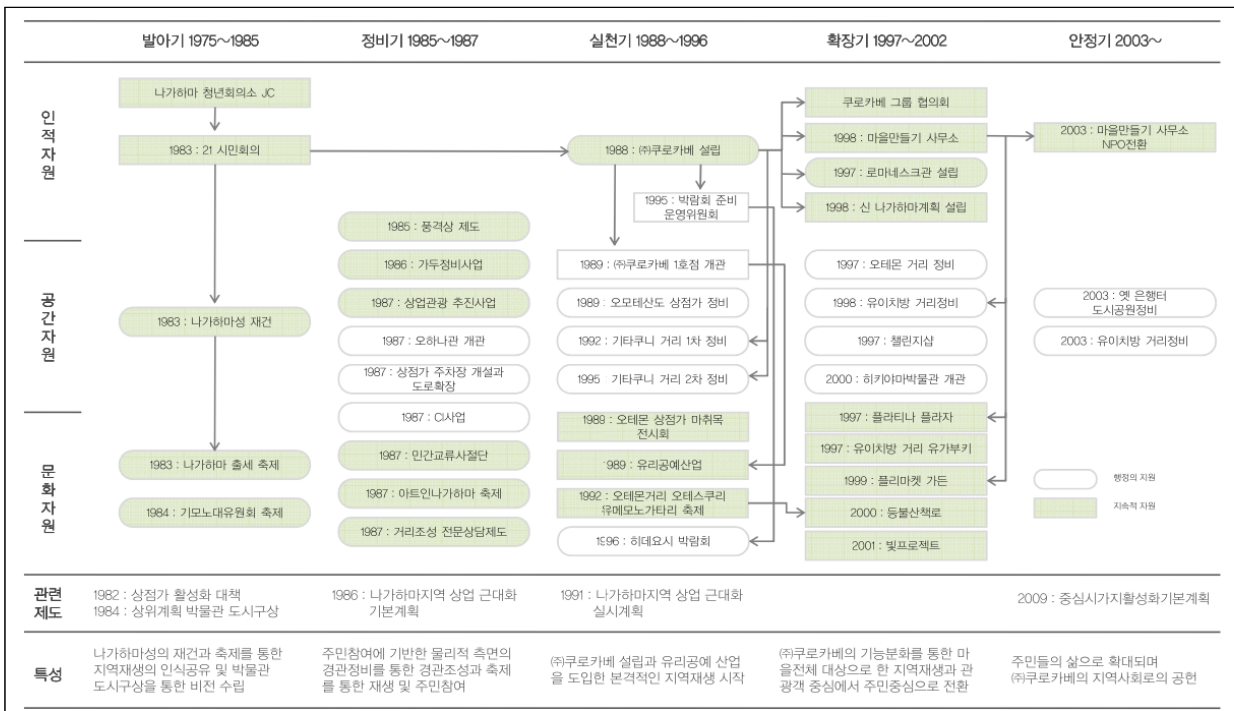 발아기 1975~1985
정비기 1985~1987
실천기 1988~1996
확장기 1997~2002
안정기 2003~
인적자원
나가하마 청년회의소 JC
1983 : 21 시민회의
1988 : ㈜쿠로카베 설립
1995 : 박람회 준비
운영위원회
쿠로카베 그룹 협의회
1998 : 마을만들기 사무소
1997 : 로마네스크관 설립
1998 : 신 나가하마계획 설립
2003 : 마을만들기 사무소
NPO전환
공간자원
1983 : 나가하마성 재건
1985 : 풍격상 제도
1986 : 가두정비사업
1987 : 상업관광 추진사업
1987 : 오하나관 개관
1987 : 상점가 주차장 개설과
도로확장
1987 : CI사업
1989 : ㈜쿠로카베 1호점 개관
1989 : 오모테산도 상점가 정비
1992 : 기타쿠니 거리 1차 정비
1995 : 기타쿠니 거리 2차 정비
1997 : 오테몬 거리 정비
1998 : 유이치방 거리정비
1997 : 챌린지샵
2000 : 히키야마박물관 개관
2003 : 옛 은행터
도시공원정비
2003 : 유이치방 거리정비
문화자원
1983 : 나가하마 출세 축제
1984 : 기모노대유원회 축제
1987 : 민간교류사절단
1987 : 아트인나가하마 축제
1987 : 거리조성 전문상담제도
1989 : 오테몬 상점가 마취목
전시회
989 : 유리공예산업
1992 : 오테몬거리 오테스쿠리
유메모노가타리 축제
1996 : 히데요시 박람회
1997 : 플라티나 플라자
1997 : 유이치방 거리 유가부키
1999 : 플리마켓 가든
2000 : 등불산책로
2001 : 빛프로젝트
행정의 지원
지속적 자원
관련
제도
1982 : 상점가 활성화 대책
1984 : 상위계획 박물관 도시구상
1986 : 나가하마지역 상업 근대화
기본계획
1991 : 나가하마지역 상업 근대화
실시계획
2009 : 중심시가지활성화기본계획
특성
나가하마성의 재건과 축제를 통한
지역재생의 인식공유 및 박물관
도시구상을 통한 비전 수립
주민참여에 기반한 물리적 측면의
경관정비를 통한 경관조성과 축제
를 통한 재생 및 주민참여
㈜쿠로카베 설립과 유리공예 산업
을 도입한 본격적인 지역재생 시작
㈜쿠로카베의 기능분화를 통한 마
을전체 대상으로 한 지역재생과 관
광객 중심에서 주민중심으로 전환
주민들의 삶으로 확대되며
㈜쿠로카베의 지역사회로의 공헌